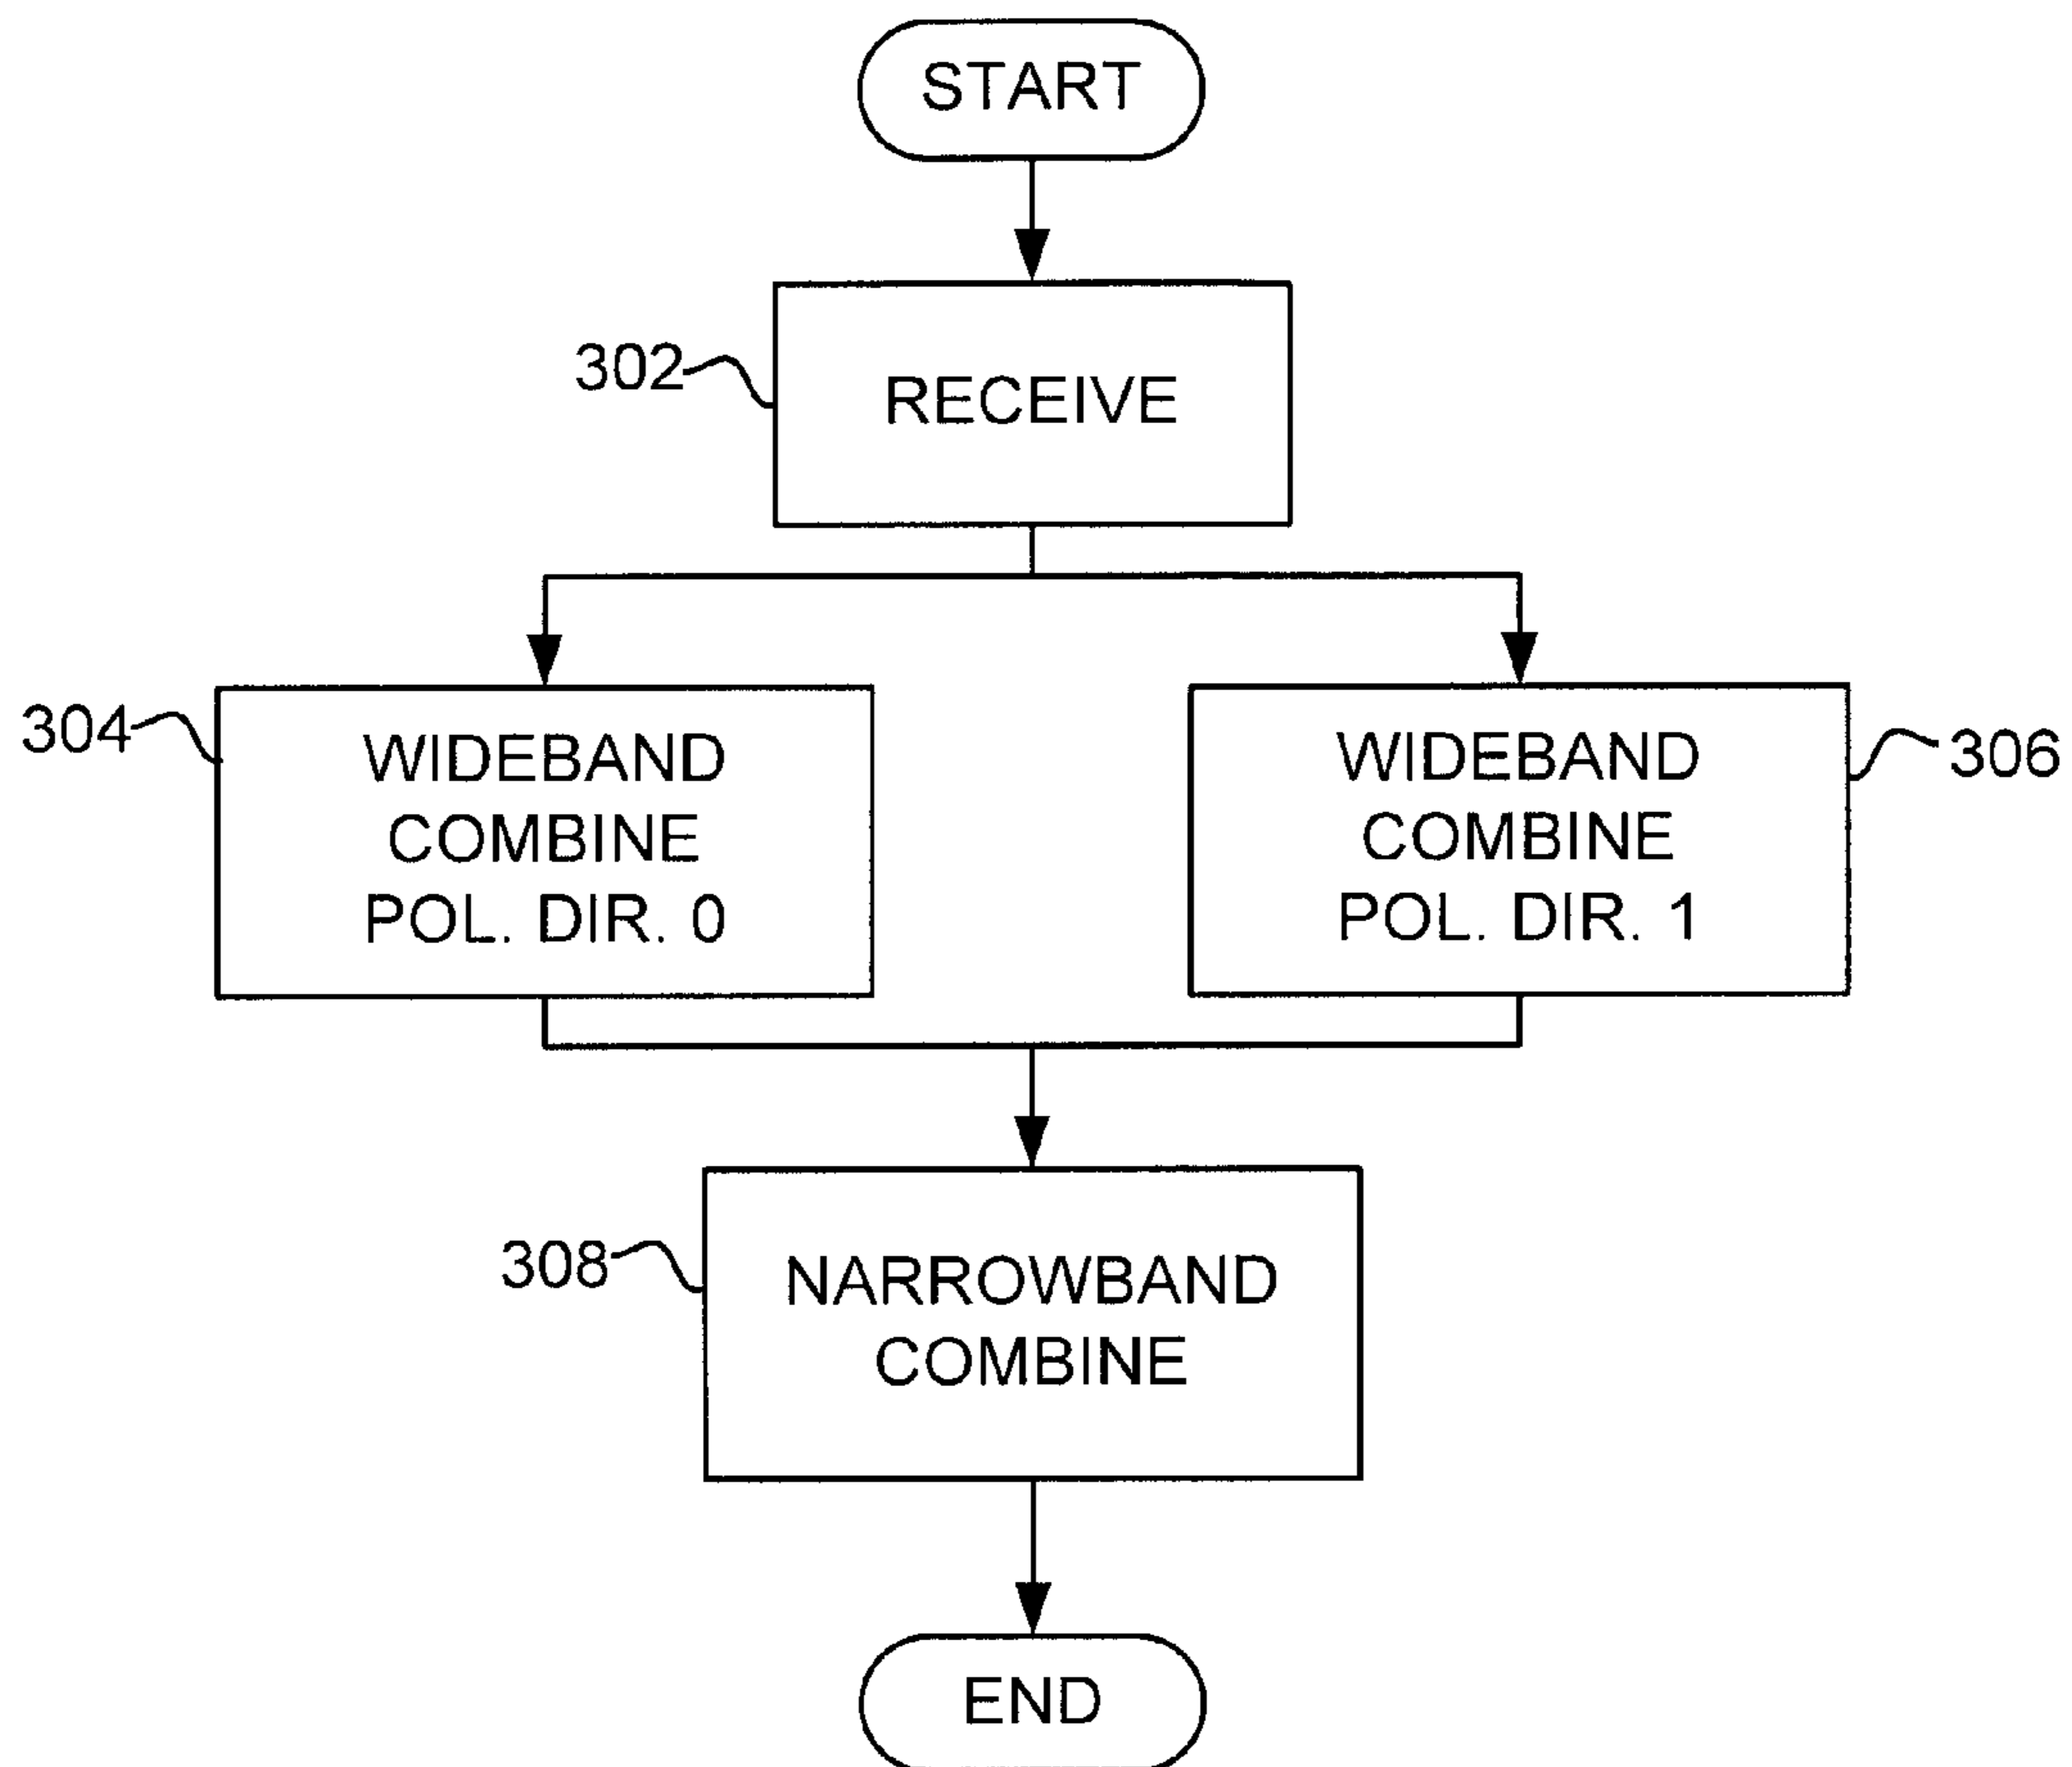 START
302
RECEIVE
304
WIDEBAND
COMBINE
POL. DIR. 0
WIDEBAND
COMBINE
POL. DIR. 1
306
308
NARROWBAND
COMBINE
END